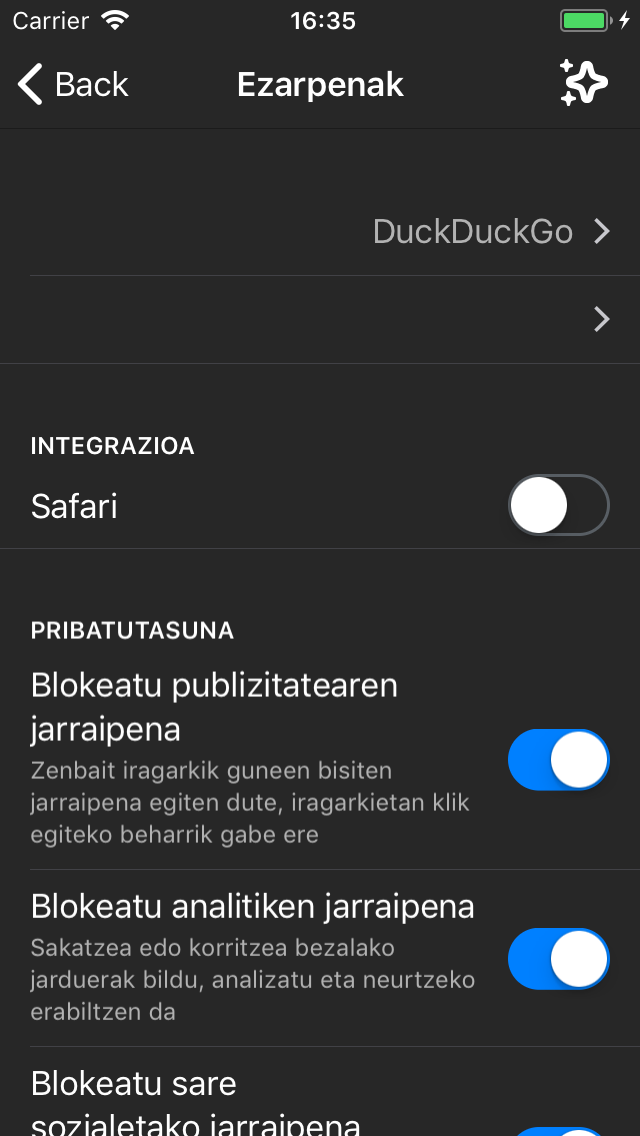 Carrier 16:35
Back Ezarpenak
DuckDuckGo
INTEGRAZIOA
Safari
PRIBATUTASUNA
Blokeatu publizitatearen
jarraipena
Zenbait iragarkik guneen bisiten
jarraipena egiten dute, iragarkietan klik
egiteko beharrik gabe ere
Blokeatu analitiken jarraipena
Sakatzea edo korritzea bezalako
jarduerak bildu, analizatu eta neurtzeko
erabiltzen da
Blokeatu sare
sozialetako jarraipena